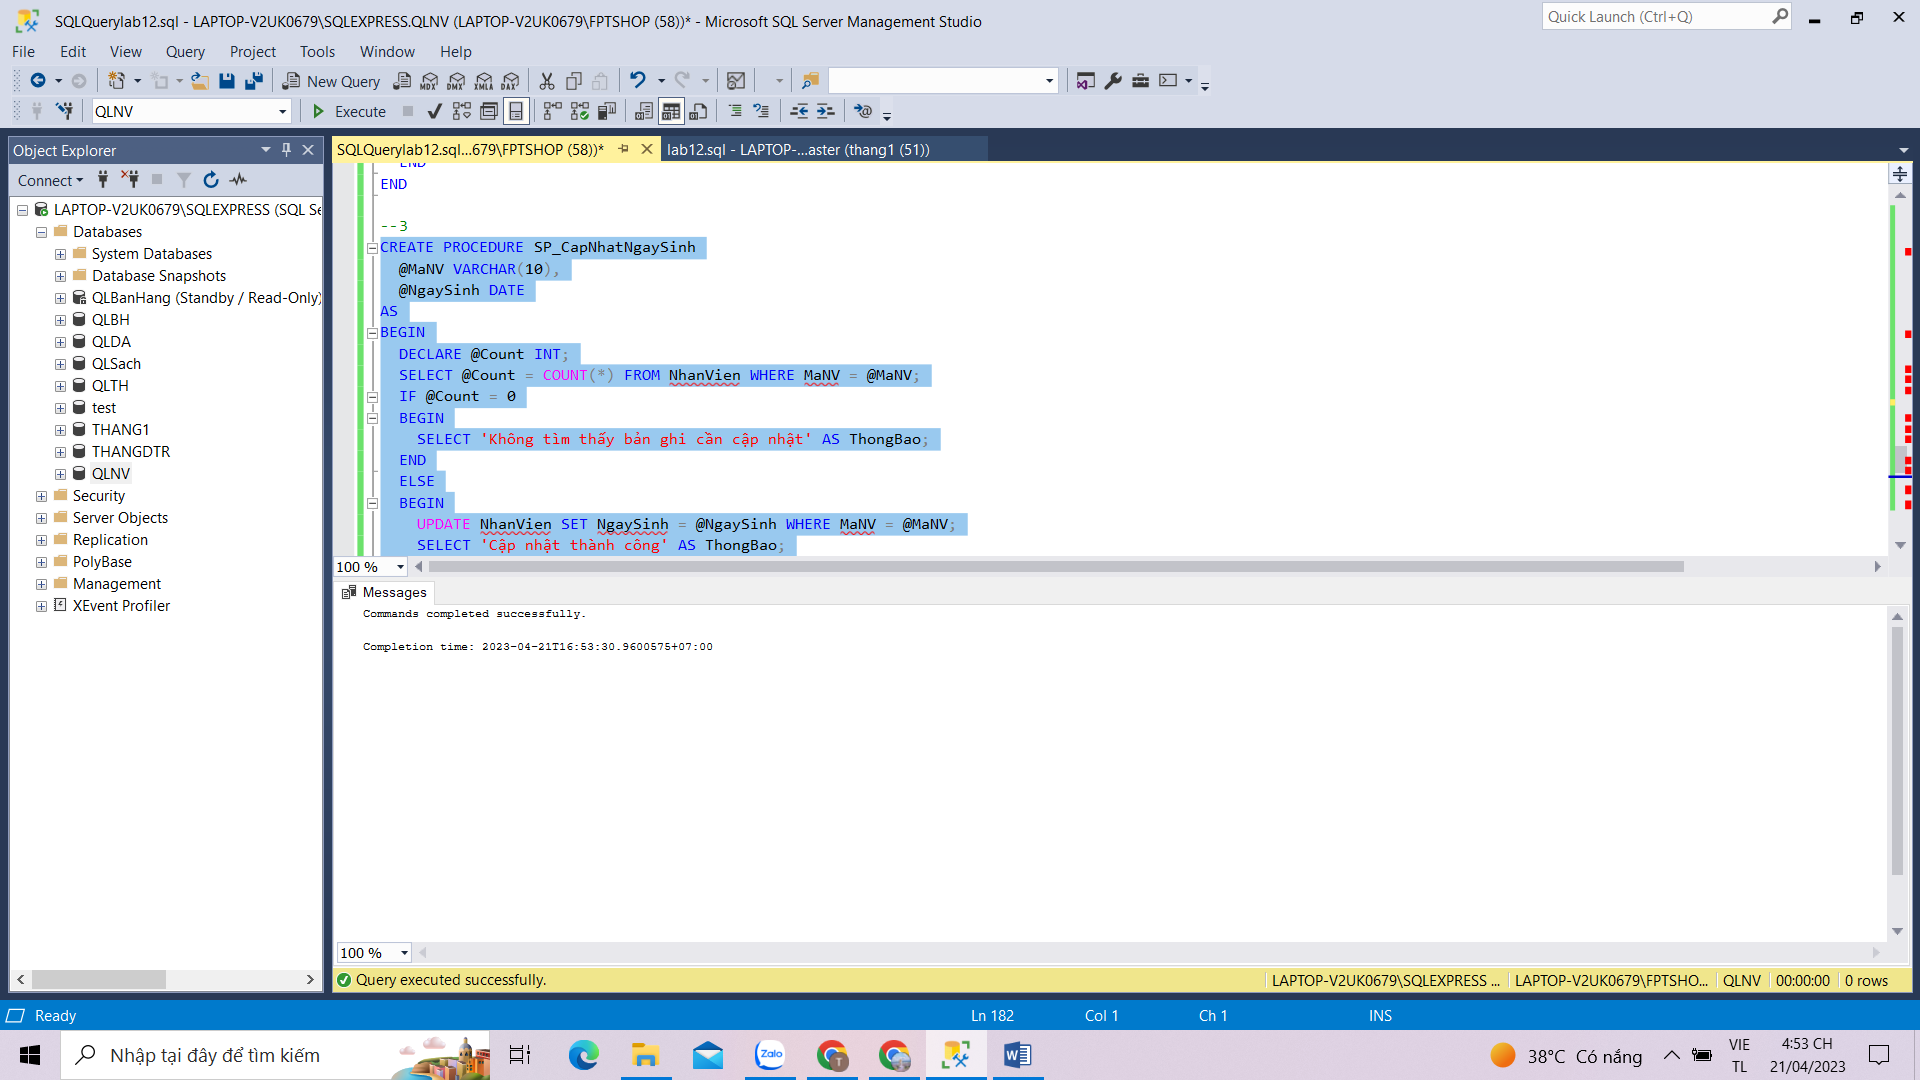 SQLQuerylab12.sql - LAPTOP-V2UK0679\SQLEXPRESS.QLNV (LAPTOP-V2UK0679\FPTSHOP (58))* - Microsoft SQL Server Management Studio
Quick Launch (Ctrl+Q)
File Edit View Query Project Tools Window Help
New Query MDX DMX XMLA DAX
QLNV Execute
Object Explorer
SQLQuerylab12.sql...679\FPTSHOP (58))* lab12.sql - LAPTOP-...aster (thang1 (51))
Connect
LAPTOP-V2UK0679\SQLEXPRESS (SQL Se
Databases
System Databases
Database Snapshots
QLBanHang (Standby / Read-Only)
QLBH
QLDA
QLSach
QLTH
test
THANG1
THANGDTR
QLNV
Security
Server Objects
Replication
PolyBase
Management
XEvent Profiler
END
END
--3
CREATE PROCEDURE SP_CapNhatNgaySinh
@MaNV VARCHAR(10),
@NgaySinh DATE
AS
BEGIN
DECLARE @Count INT;
SELECT @Count = COUNT(*) FROM NhanVien WHERE MaNV = @MaNV;
IF @Count = 0
BEGIN
SELECT 'Không tìm thấy bản ghi cần cập nhật' AS ThongBao;
END
ELSE
BEGIN
UPDATE NhanVien SET NgaySinh = @NgaySinh WHERE MaNV = @MaNV;
SELECT 'Cập nhật thành công' AS ThongBao;
100 %
Messages
Commands completed successfully.
Completion time: 2023-04-21T16:53:30.9600575+07:00
100 %
Query executed successfully. LAPTOP-V2UK0679\SQLEXPRESS ... LAPTOP-V2UK0679\FPTSHO... QLNV 00:00:00 0 rows
Ready Ln 182 Col 1 Ch 1 INS
Nhập tại đây để tìm kiếm
Zalo
T
38°C Có nắng
VIE
TL
4:53 CH
21/04/2023